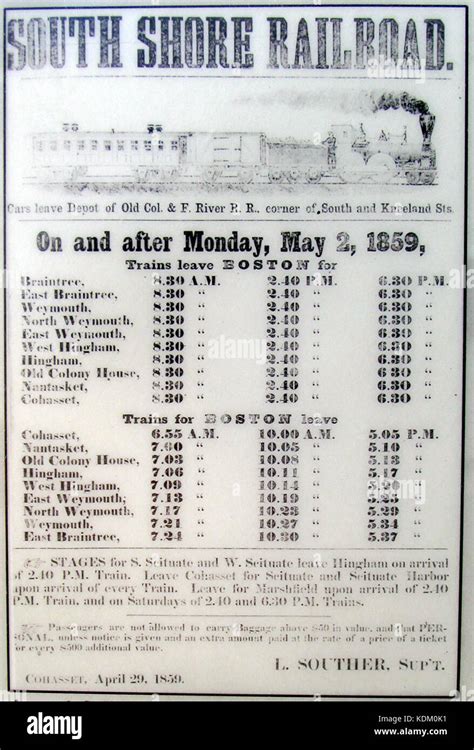 SOUTH SHORE RAILROAD.
Cars leave Depot of Old Col. & F. River R. R., corner of South and Kneeland Sts.
On and after Monday, May 2, 1859,
Trains leave BOSTON for
Braintree, 8.30 A.M. 2.40 P.M. 6.30 P.M.
East Braintree, 8.30 " 2.40 " 6.30 "
Weymouth, 8.30 " 2.40 " 6.30 "
North Weymouth, 8.30 " 2.40 " 6.30 "
East Weymouth, 8.30 " 2.40 " 6.30 "
West Hingham, 8.30 " 2.40 " 6.30 "
Hingham, 8.30 " 2.40 " 6.30 "
Old Colony House, 8.30 " 2.40 " 6.30 "
Nantasket, 8.30 " 2.40 " 6.30 "
Cohasset, 8.30 " 2.40 " 6.30 "
Trains for BOSTON leave
Cohasset, 6.55 A.M. 10.00 A.M. 5.05 P.M.
Nantasket, 7.00 " 10.05 " 5.10 "
Old Colony House, 7.03 " 10.08 " 5.13 "
Hingham, 7.06 " 10.11 " 5.17 "
West Hingham, 7.09 " 10.14 " "
East Weymouth, 7.13 " 10.19 " 5.25 "
North Weymouth, 7.17 " 10.23 " 5.29 "
Weymouth, 7.21 " 10.27 " 5.34 "
East Braintree, 7.24 " 10.30 " 5.37 "
STAGES for S. Scituate and W. Scituate leave Hingham on arrival
of 2.40 P.M. Train. Leave Cohasset for Scituate and Scituate Harbor
upon arrival of every Train. Leave for Marshfield upon arrival of 2.40
P.M. Train, and on Saturdays of 2.40 and 6.30 P.M. Trains.
Passengers are not allowed to carry Baggage above $50 in value, and that PER-
SONAL, unless notice is given and an extra amount paid at the rate of a price of a ticket
for every $500 additional value.
L. SOUTHER, SUP'T.
COHASSET, April 29, 1859.
alamy
alamy
alamy
alamy
alamy
Image ID: KDM0K1
www.alamy.com